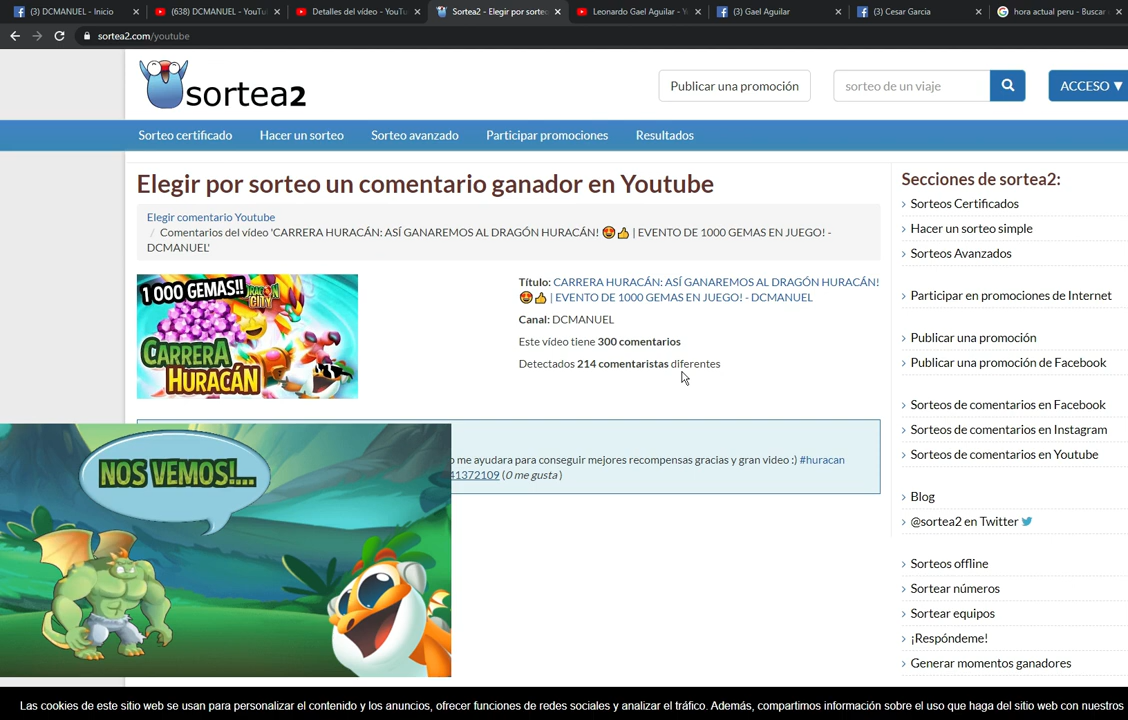 (3) DCMANUEL - Inicio
(638) DCMANUEL - YouTu
Detalles del vídeo - YouTu
Sortea2 - Elegir por sorteo
Leonardo Gael Aguilar - Y
(3) Gael Aguilar
(3) Cesar Garcia
hora actual peru - Buscar
sortea2.com/youtube
sortea2
Publicar una promoción
sorteo de un viaje
ACCESO ▼
Sorteo certificado
Hacer un sorteo
Sorteo avanzado
Participar promociones
Resultados
Elegir por sorteo un comentario ganador en Youtube
Elegir comentario Youtube
/ Comentarios del vídeo 'CARRERA HURACÁN: ASÍ GANAREMOS AL DRAGÓN HURACÁN! 🤩👍 | EVENTO DE 1000 GEMAS EN JUEGO! -
DCMANUEL'
1 000 GEMAS!!
DRAGON
CITY
CARRERA
HURACÁN
Título: CARRERA HURACÁN: ASÍ GANAREMOS AL DRAGÓN HURACÁN!
🤩👍 | EVENTO DE 1000 GEMAS EN JUEGO! - DCMANUEL
Canal: DCMANUEL
Este vídeo tiene 300 comentarios
Detectados 214 comentaristas diferentes
o me ayudara para conseguir mejores recompensas gracias y gran video :) #huracan
41372109 (0 me gusta)
NOS VEMOS!...
Secciones de sortea2:
Sorteos Certificados
Hacer un sorteo simple
Sorteos Avanzados
Participar en promociones de Internet
Publicar una promoción
Publicar una promoción de Facebook
Sorteos de comentarios en Facebook
Sorteos de comentarios en Instagram
Sorteos de comentarios en Youtube
Blog
@sortea2 en Twitter
Sorteos offline
Sortear números
Sortear equipos
¡Respóndeme!
Generar momentos ganadores
Las cookies de este sitio web se usan para personalizar el contenido y los anuncios, ofrecer funciones de redes sociales y analizar el tráfico. Además, compartimos información sobre el uso que haga del sitio web con nuestros